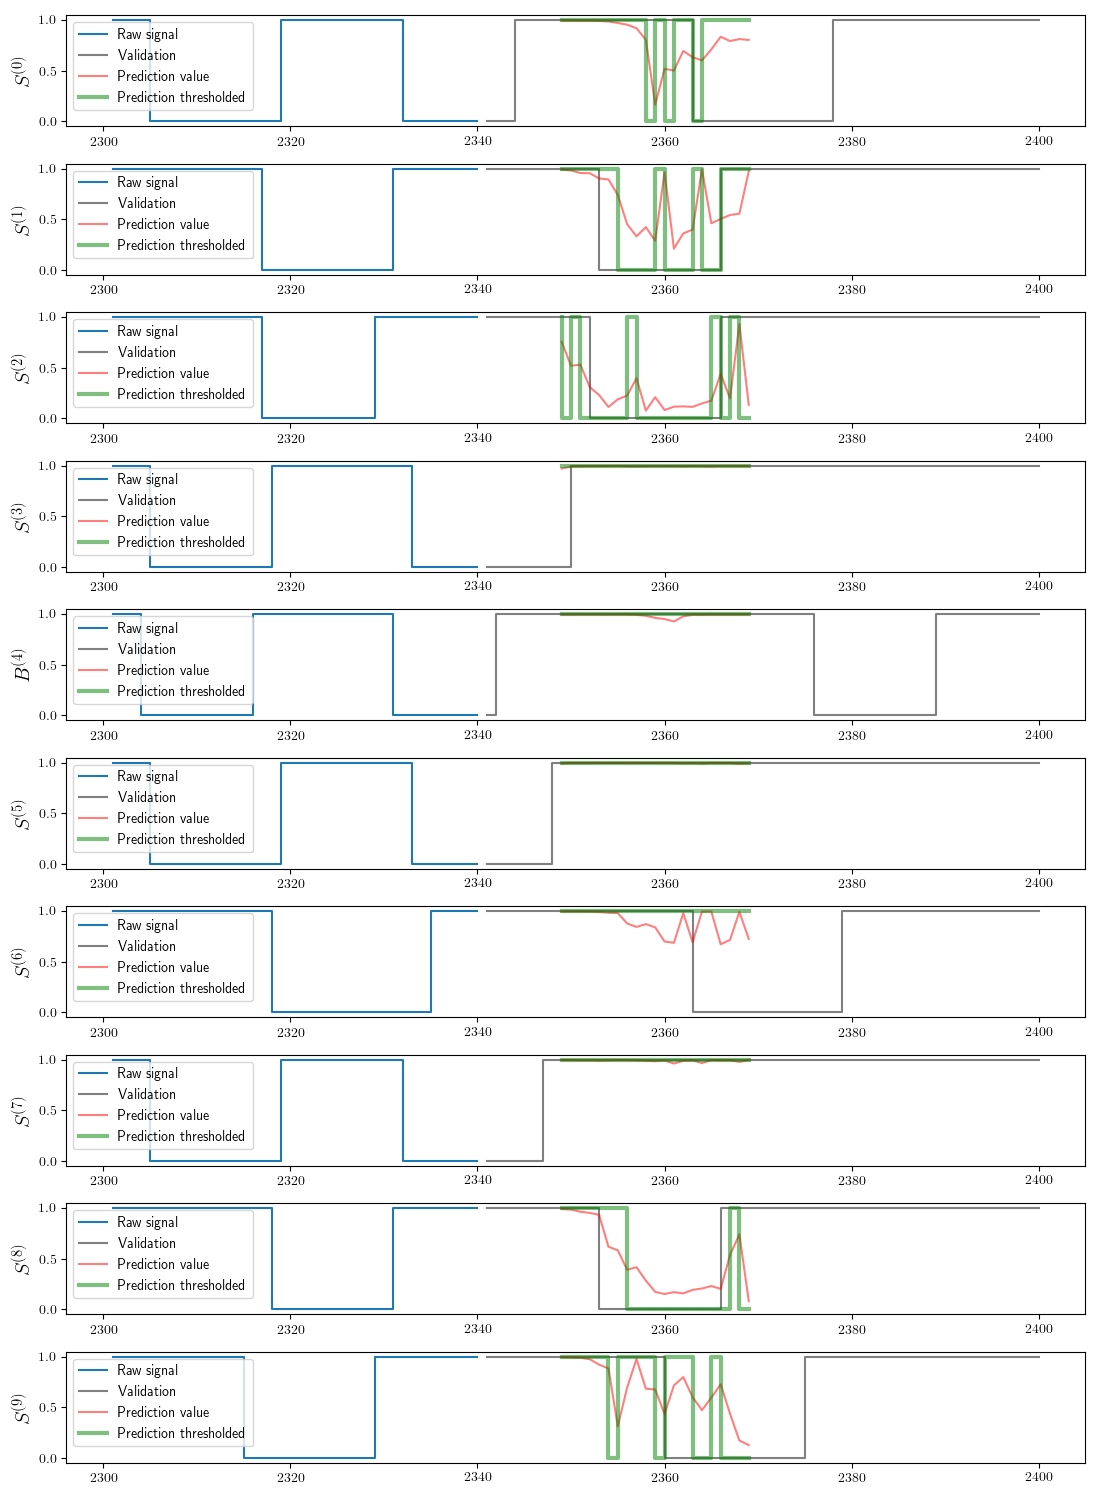 S^(0)
1.0
0.5
0.0
Raw signal
Validation
Prediction value
Prediction thresholded
2300 2320 2340 2360 2380 2400
S^(1)
1.0
0.5
0.0
Raw signal
Validation
Prediction value
Prediction thresholded
2300 2320 2340 2360 2380 2400
S^(2)
1.0
0.5
0.0
Raw signal
Validation
Prediction value
Prediction thresholded
2300 2320 2340 2360 2380 2400
S^(3)
1.0
0.5
0.0
Raw signal
Validation
Prediction value
Prediction thresholded
2300 2320 2340 2360 2380 2400
B^(4)
1.0
0.5
0.0
Raw signal
Validation
Prediction value
Prediction thresholded
2300 2320 2340 2360 2380 2400
S^(5)
1.0
0.5
0.0
Raw signal
Validation
Prediction value
Prediction thresholded
2300 2320 2340 2360 2380 2400
S^(6)
1.0
0.5
0.0
Raw signal
Validation
Prediction value
Prediction thresholded
2300 2320 2340 2360 2380 2400
S^(7)
1.0
0.5
0.0
Raw signal
Validation
Prediction value
Prediction thresholded
2300 2320 2340 2360 2380 2400
S^(8)
1.0
0.5
0.0
Raw signal
Validation
Prediction value
Prediction thresholded
2300 2320 2340 2360 2380 2400
S^(9)
1.0
0.5
0.0
Raw signal
Validation
Prediction value
Prediction thresholded
2300 2320 2340 2360 2380 2400